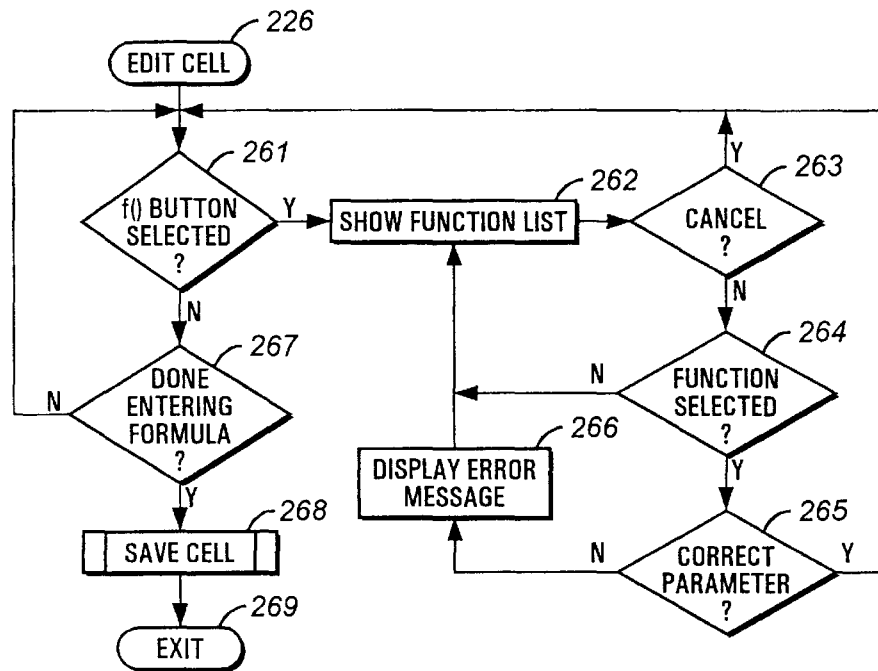 226
EDIT CELL
261
f() BUTTON
SELECTED
?
Y
N
262
SHOW FUNCTION LIST
263
CANCEL
?
Y
N
264
FUNCTION
SELECTED
?
N
Y
265
CORRECT
PARAMETER
?
N
Y
266
DISPLAY ERROR
MESSAGE
267
DONE
ENTERING
FORMULA
?
N
Y
268
SAVE CELL
269
EXIT